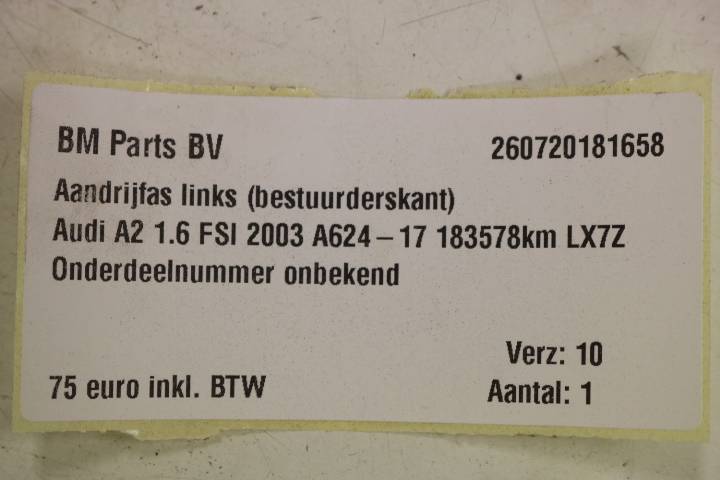 BM Parts BV 260720181658
Aandrijfas links (bestuurderskant)
Audi A2 1.6 FSI 2003 A624-17 183578km LX7Z
Onderdeelnummer onbekend
Verz: 10
75 euro inkl. BTW Aantal: 1